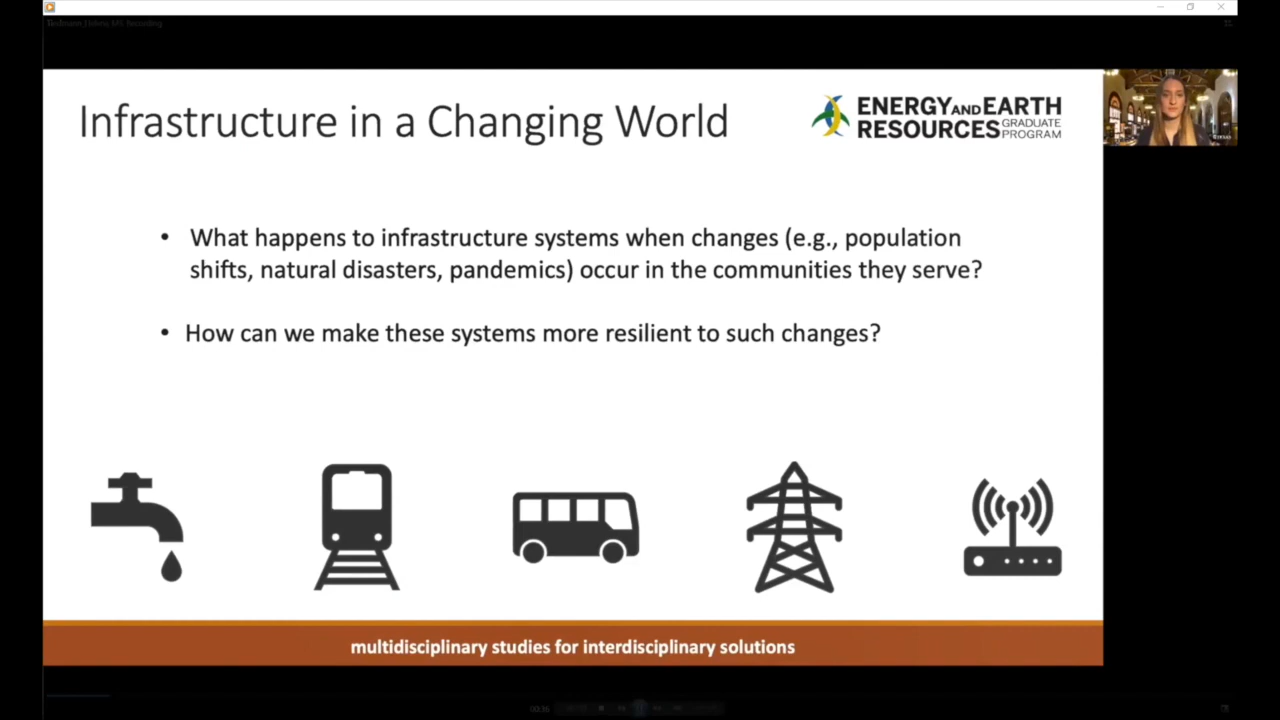 Infrastructure in a Changing World
ENERGY AND EARTH
RESOURCES GRADUATE
PROGRAM
• What happens to infrastructure systems when changes (e.g., population
shifts, natural disasters, pandemics) occur in the communities they serve?
• How can we make these systems more resilient to such changes?
multidisciplinary studies for interdisciplinary solutions
00:36